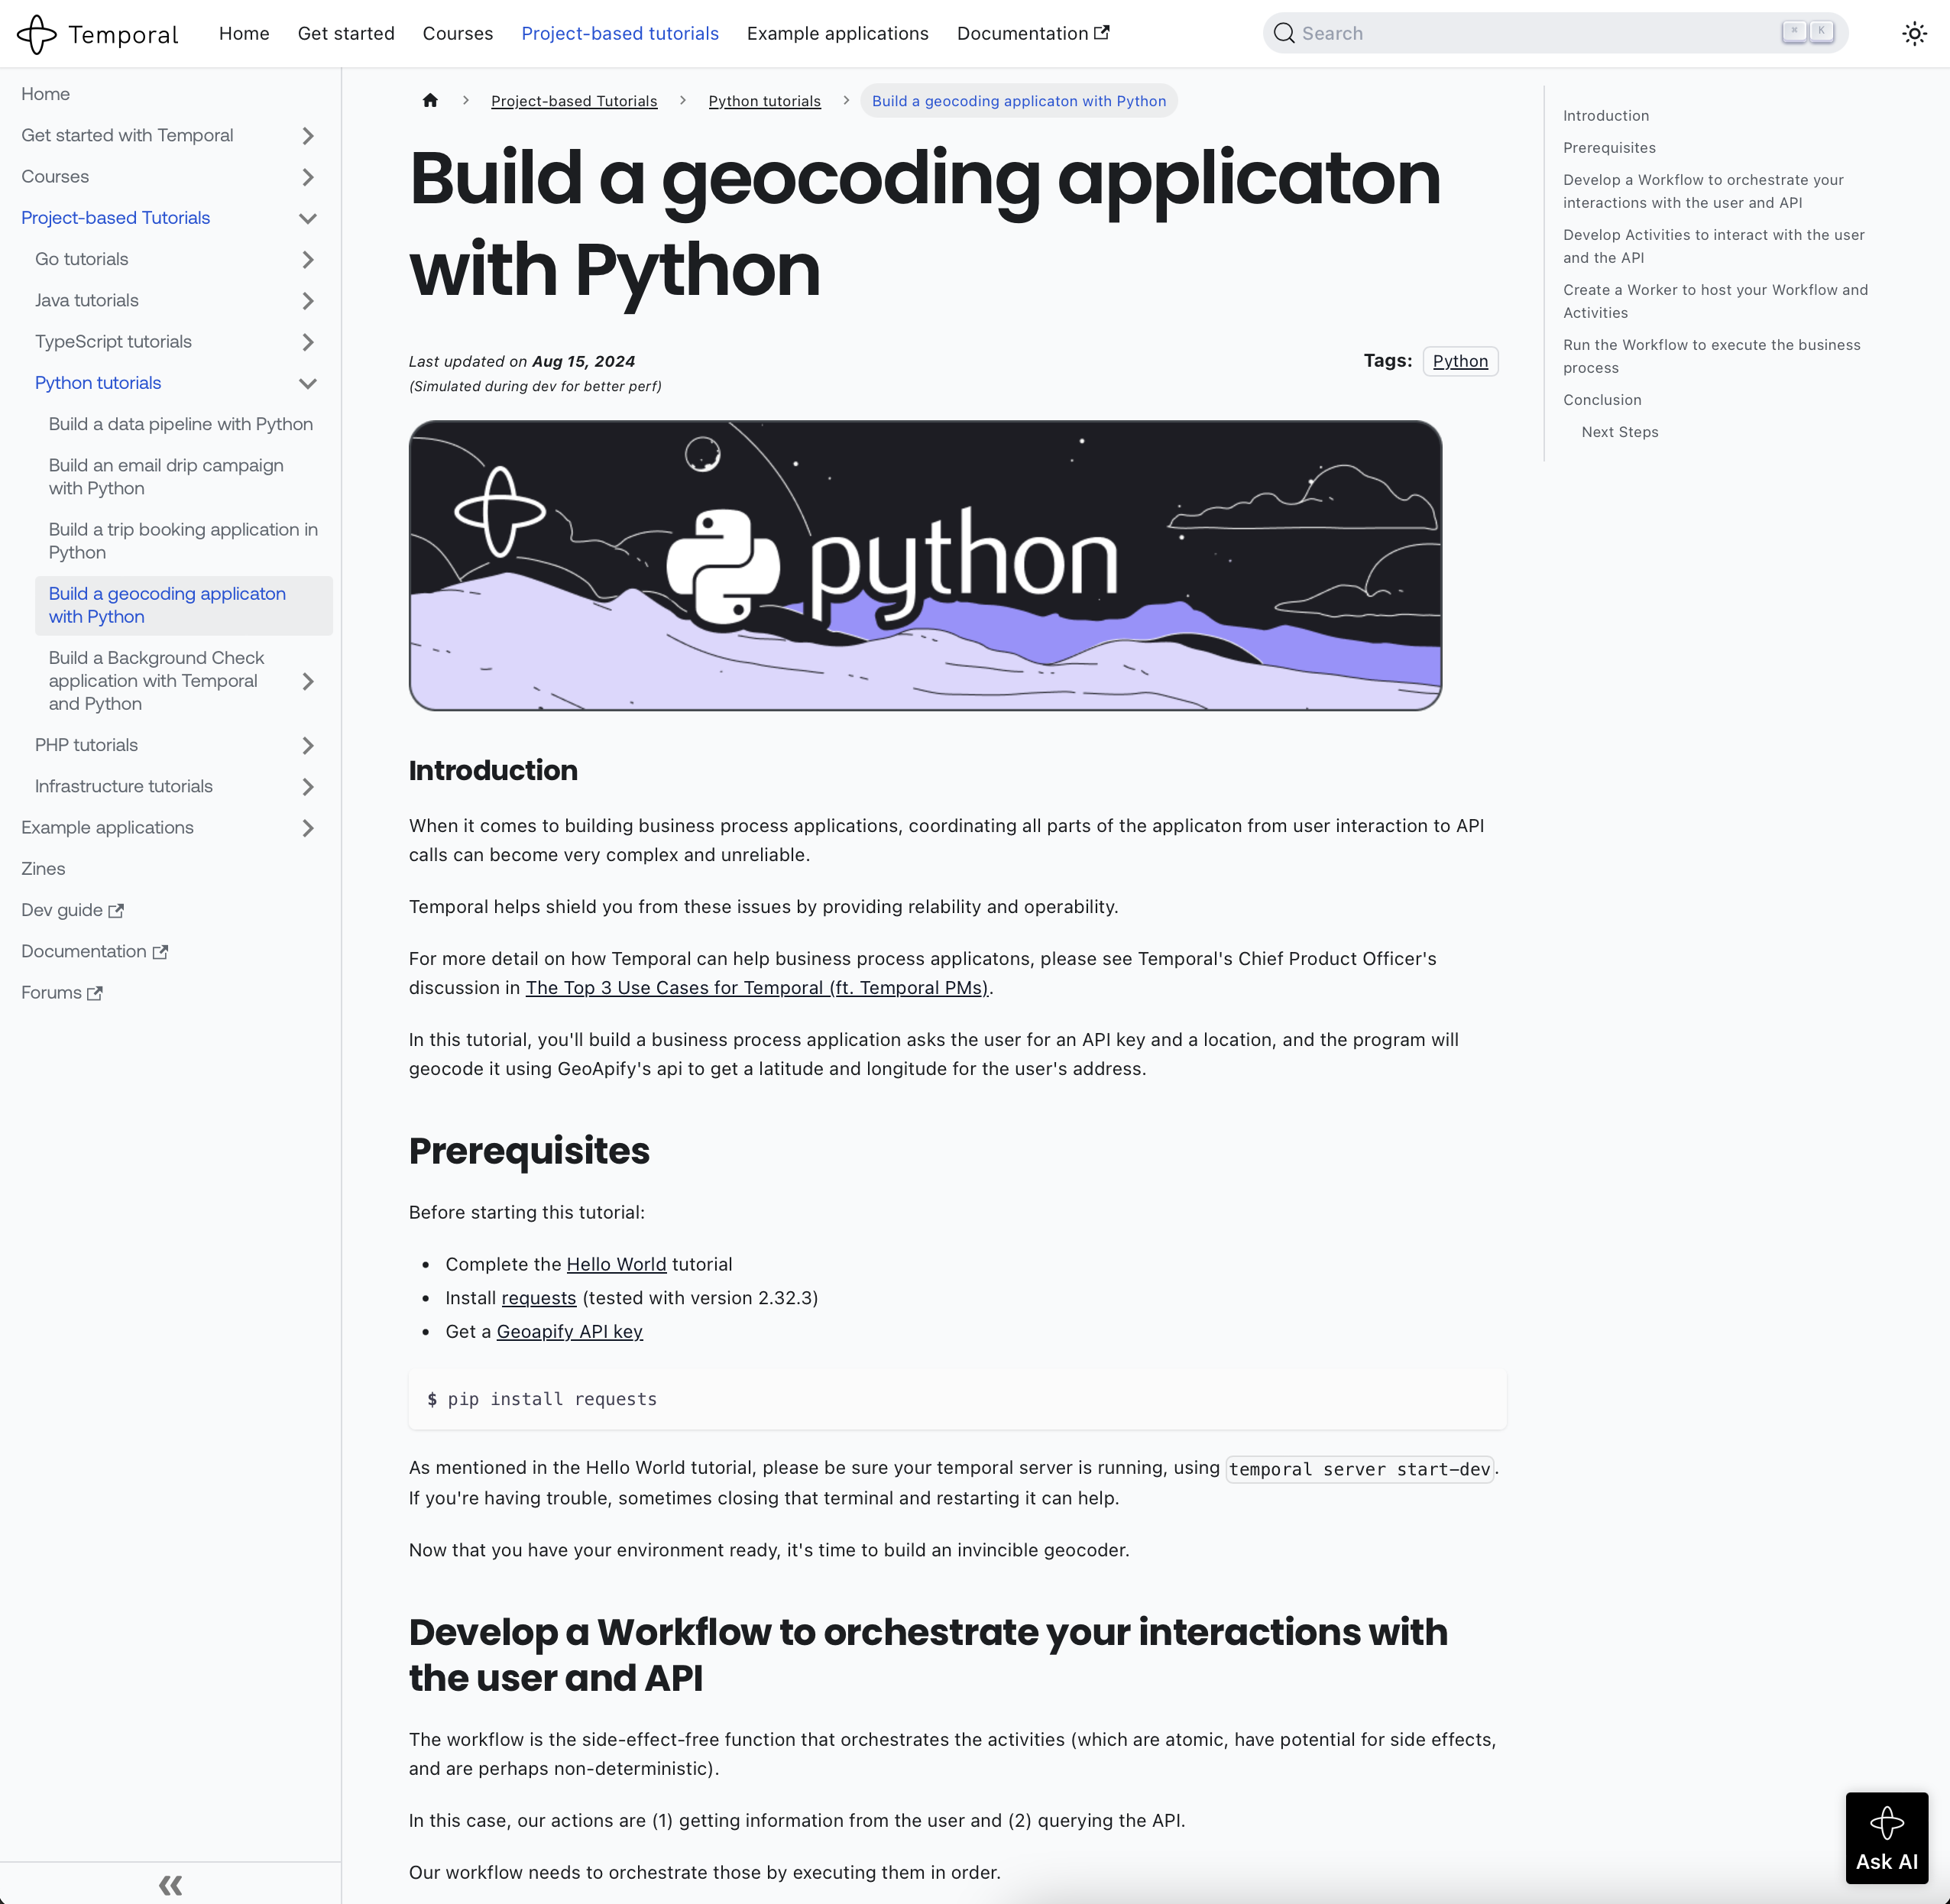 Temporal
Home
Get started
Courses
Project-based tutorials
Example applications
Documentation
Search
⌘ K
Home
Get started with Temporal
Courses
Project-based Tutorials
Go tutorials
Java tutorials
TypeScript tutorials
Python tutorials
Build a data pipeline with Python
Build an email drip campaign
with Python
Build a trip booking application in
Python
Build a geocoding applicaton
with Python
Build a Background Check
application with Temporal
and Python
PHP tutorials
Infrastructure tutorials
Example applications
Zines
Dev guide
Documentation
Forums
Project-based Tutorials
Python tutorials
Build a geocoding applicaton with Python
Build a geocoding applicaton
with Python
Last updated on Aug 15, 2024
(Simulated during dev for better perf)
Tags: Python
python
Introduction
When it comes to building business process applications, coordinating all parts of the applicaton from user interaction to API
calls can become very complex and unreliable.
Temporal helps shield you from these issues by providing relability and operability.
For more detail on how Temporal can help business process applicatons, please see Temporal's Chief Product Officer's
discussion in The Top 3 Use Cases for Temporal (ft. Temporal PMs).
In this tutorial, you'll build a business process application asks the user for an API key and a location, and the program will
geocode it using GeoApify's api to get a latitude and longitude for the user's address.
Prerequisites
Before starting this tutorial:
Complete the Hello World tutorial
Install requests (tested with version 2.32.3)
Get a Geoapify API key
$ pip install requests
As mentioned in the Hello World tutorial, please be sure your temporal server is running, using temporal server start-dev.
If you're having trouble, sometimes closing that terminal and restarting it can help.
Now that you have your environment ready, it's time to build an invincible geocoder.
Develop a Workflow to orchestrate your interactions with
the user and API
The workflow is the side-effect-free function that orchestrates the activities (which are atomic, have potential for side effects,
and are perhaps non-deterministic).
In this case, our actions are (1) getting information from the user and (2) querying the API.
Our workflow needs to orchestrate those by executing them in order.
Introduction
Prerequisites
Develop a Workflow to orchestrate your
interactions with the user and API
Develop Activities to interact with the user
and the API
Create a Worker to host your Workflow and
Activities
Run the Workflow to execute the business
process
Conclusion
Next Steps
Ask AI